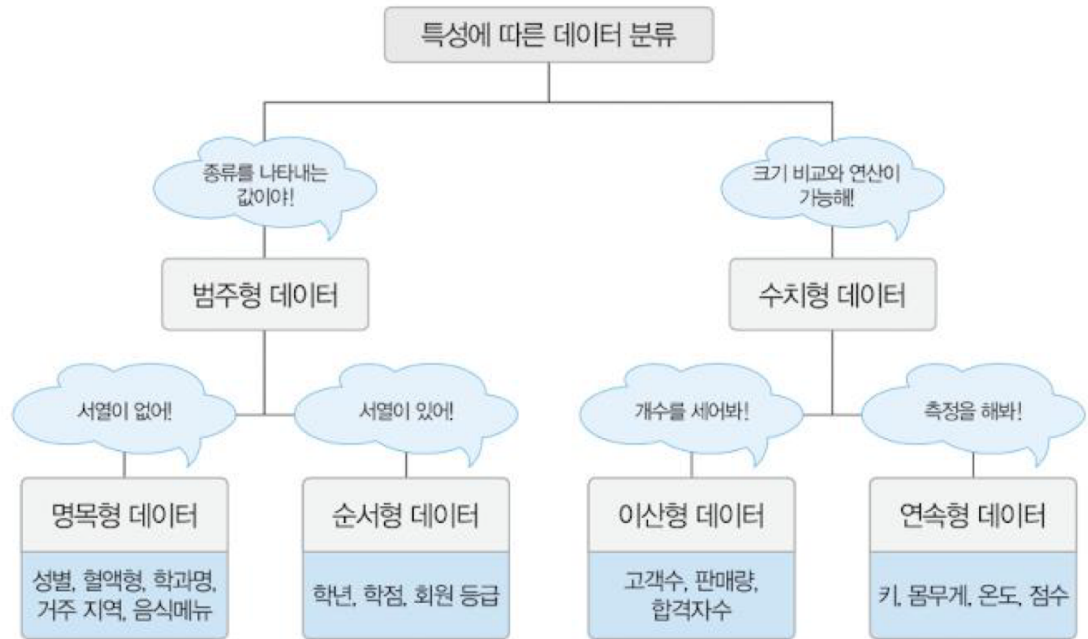 특성에 따른 데이터 분류
종류를 나타내는
값이야!
크기 비교와 연산이
가능해!
범주형 데이터
수치형 데이터
서열이 없어!
서열이 있어!
개수를 세어봐!
측정을 해봐!
명목형 데이터
순서형 데이터
이산형 데이터
연속형 데이터
성별, 혈액형, 학과명,
거주 지역, 음식메뉴
학년, 학점, 회원 등급
고객수, 판매량,
합격자수
키, 몸무게, 온도, 점수